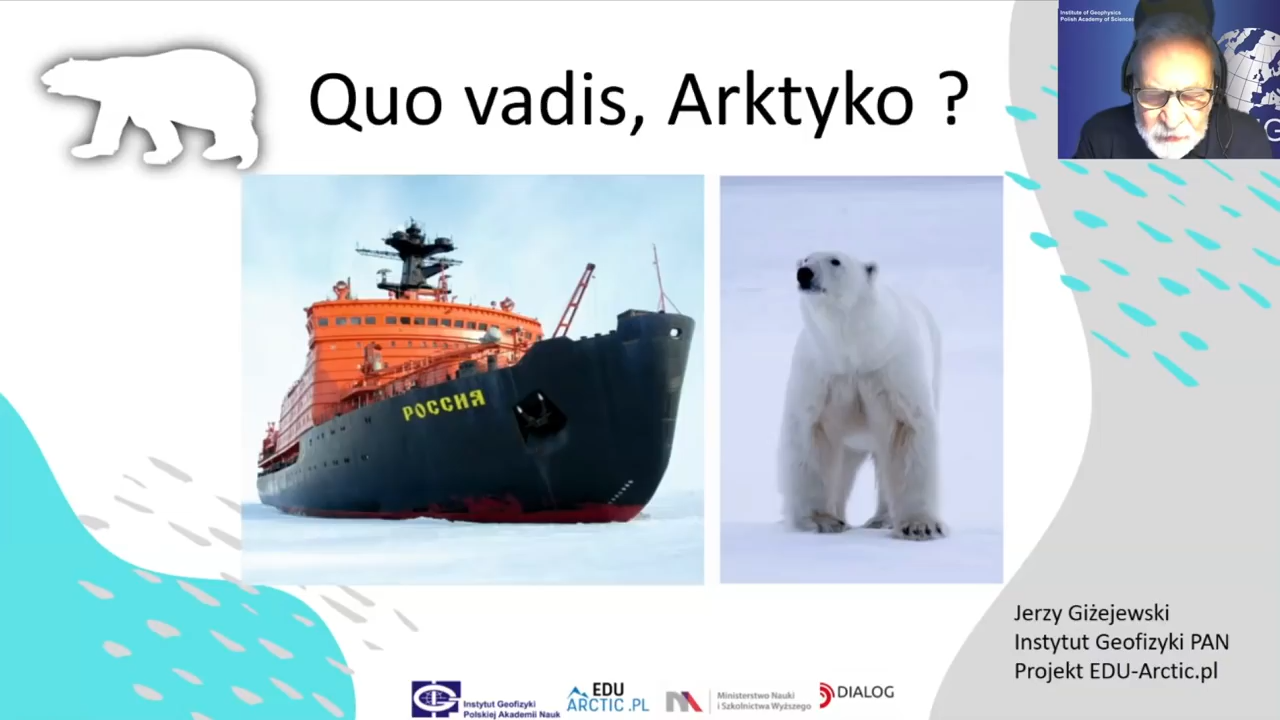 Institute of Geophysics
Polish Academy of Sciences
Quo vadis, Arktyko ?
РОССИЯ
Jerzy Giżejewski
Instytut Geofizyki PAN
Projekt EDU-Arctic.pl
Instytut Geofizyki
Polskiej Akademii Nauk
EDU
ARCTIC .PL
Ministerstwo Nauki
i Szkolnictwa Wyższego
DIALOG
G